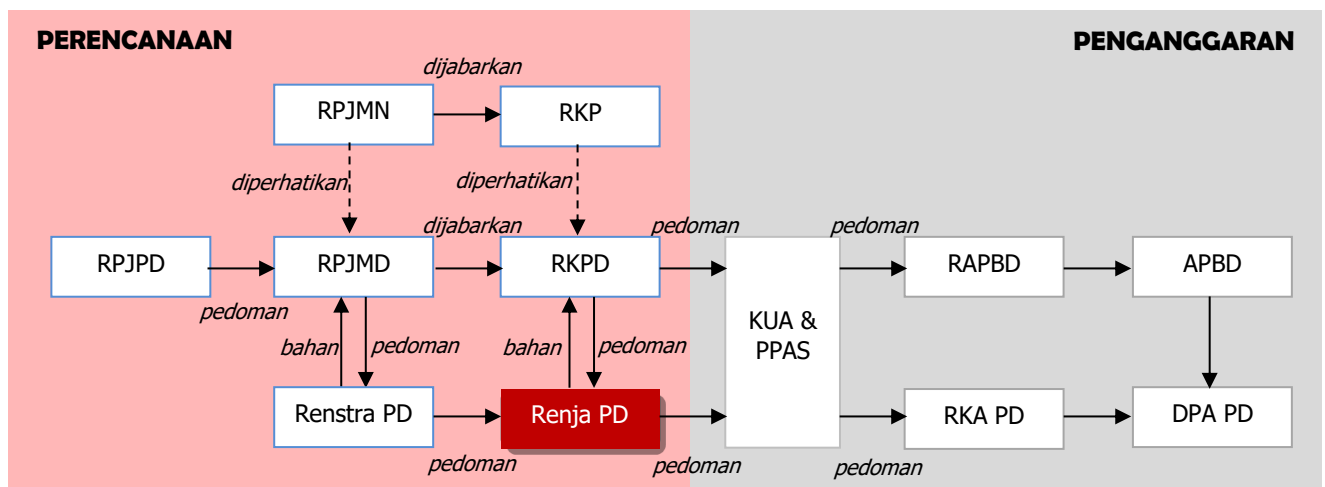 PERENCANAAN
PENGANGGARAN
dijabarkan
RPJMN
RKP
diperhatikan
diperhatikan
dijabarkan
pedoman
pedoman
RPJPD
RPJMD
RKPD
RAPBD
APBD
pedoman
KUA &
PPAS
bahan
pedoman
bahan
pedoman
Renstra PD
Renja PD
RKA PD
DPA PD
pedoman
pedoman
pedoman